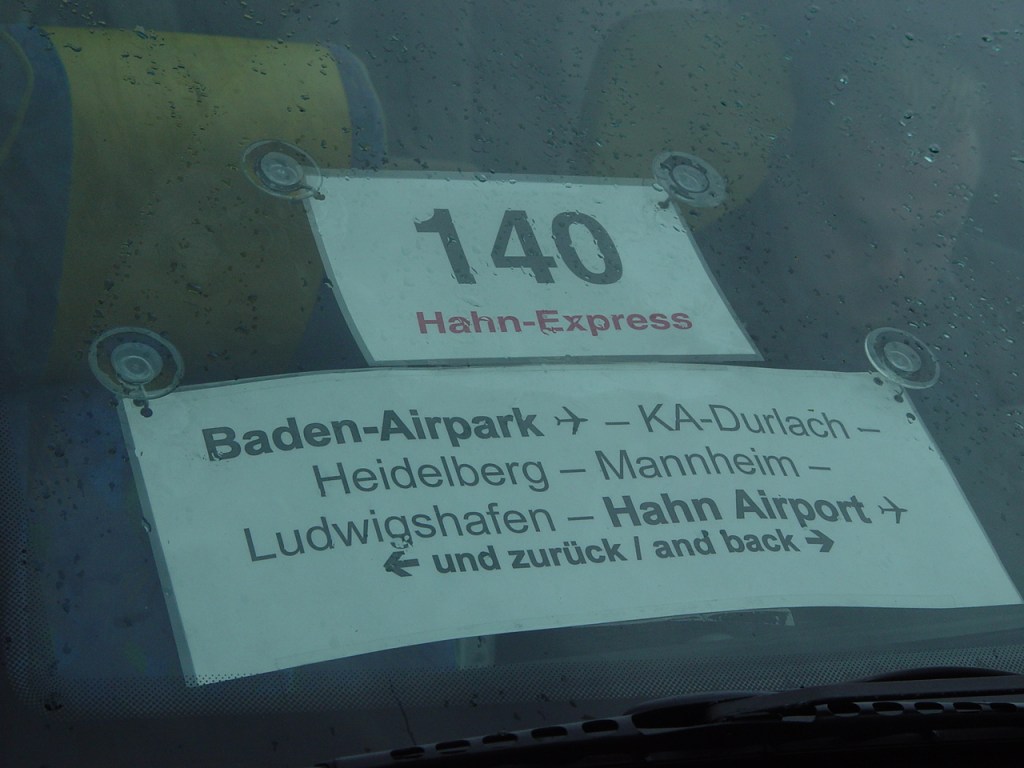 140
Hahn-Express
Baden-Airpark ✈ – KA-Durlach –
Heidelberg – Mannheim –
Ludwigshafen – Hahn Airport ✈
← und zurück / and back →